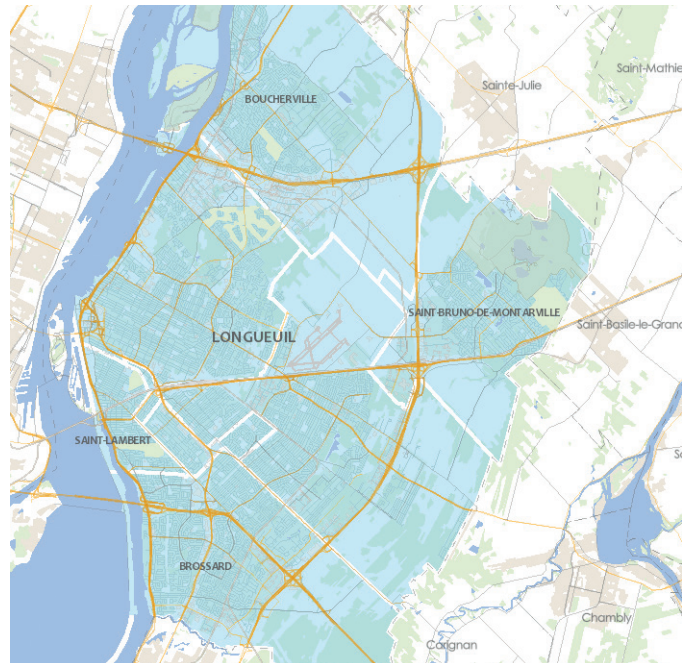 Saint-Mathie
Sainte-Julie
BOUCHERVILLE
SAINT-BRUNO-DE-MONTARVILLE
Saint-Basile-le-Grand
LONGUEUIL
SAINT-LAMBERT
BROSSARD
Chambly
Carignan